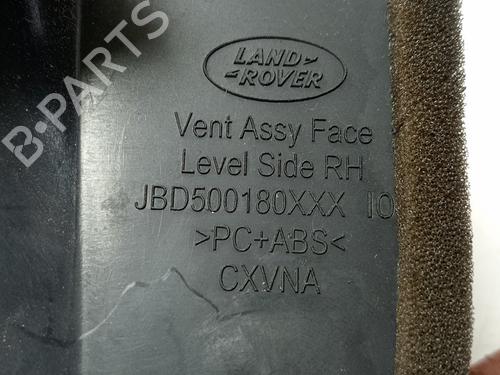 LAND
ROVER
Vent Assy Face
Level Side RH
JBD500180XXX IO
>PC+ABS<
CXVNA
B-PARTS